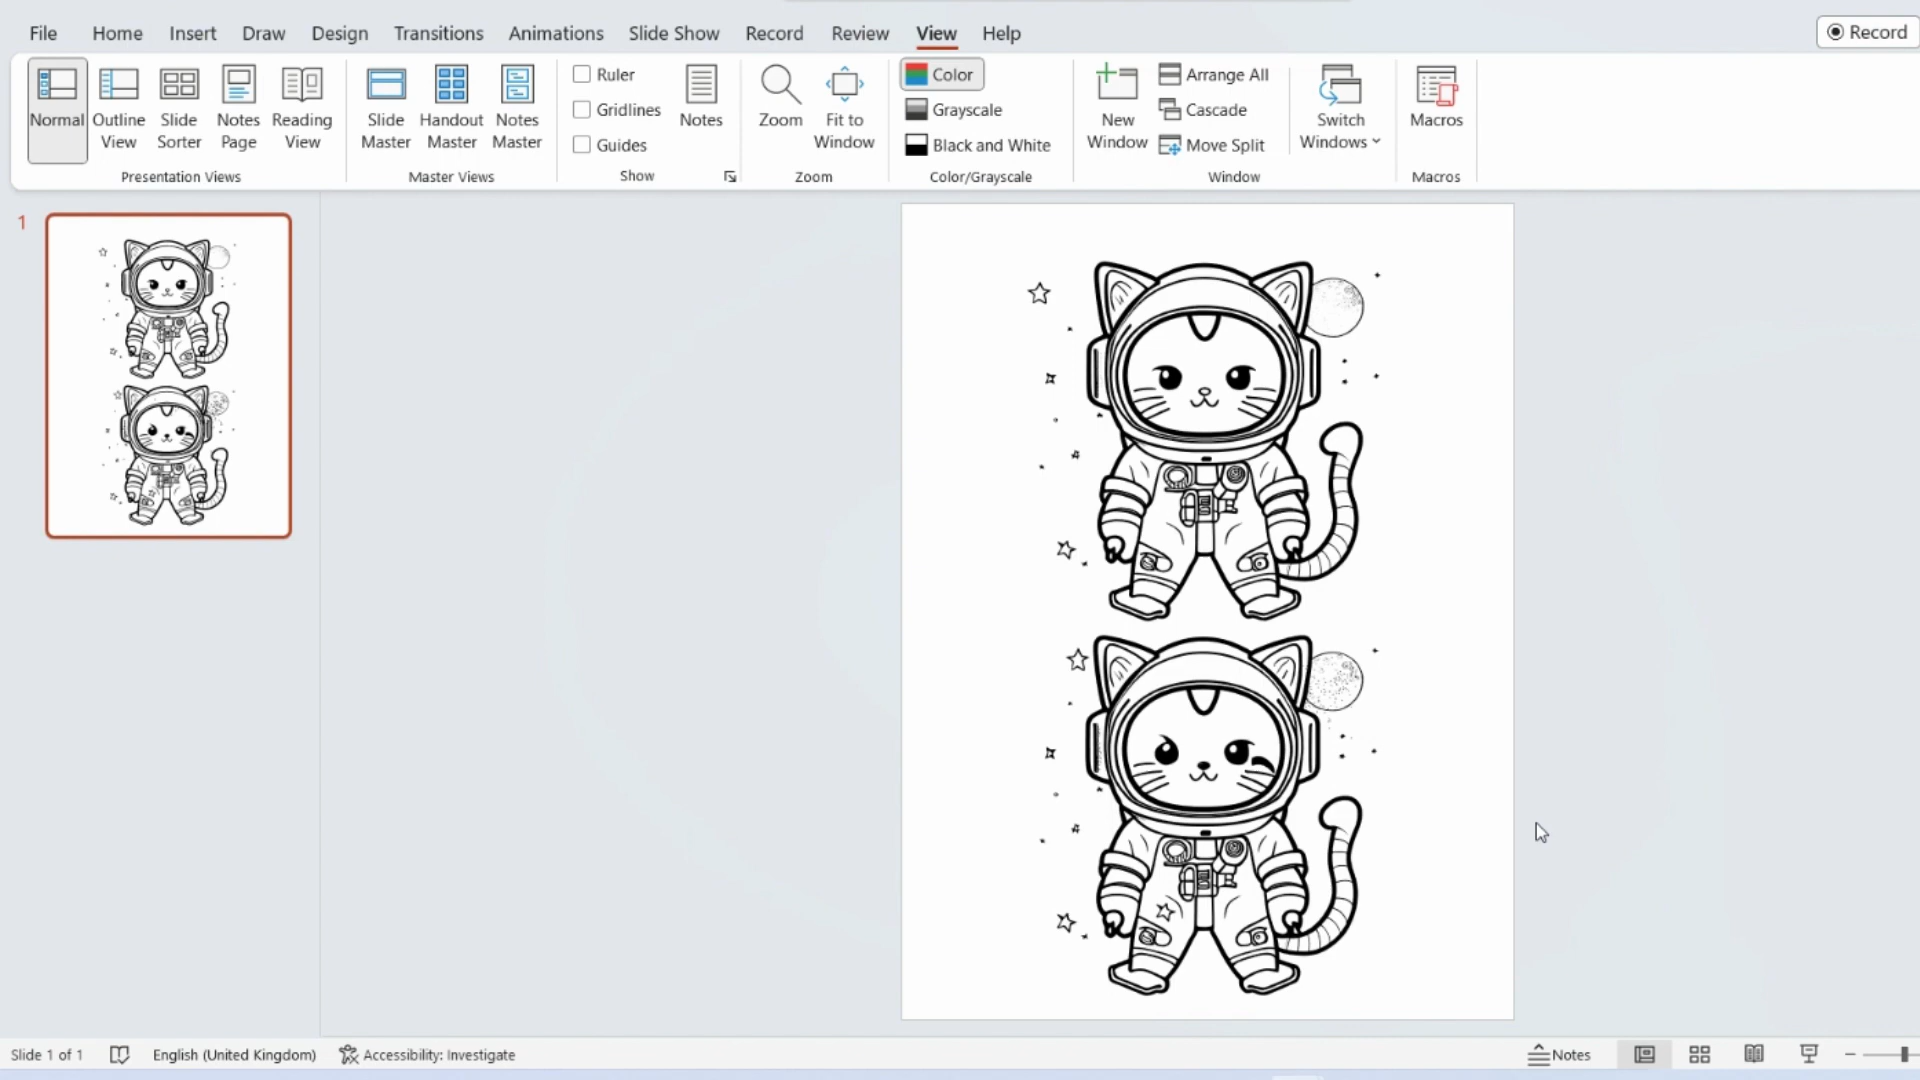 File Home Insert Draw Design Transitions Animations Slide Show Record Review View Help Record
Normal
Outline View
Slide Sorter
Notes Page
Reading View
Presentation Views
Slide Master
Handout Master
Notes Master
Master Views
Ruler
Gridlines
Guides
Notes
Show
Zoom
Fit to Window
Zoom
Color
Grayscale
Black and White
Color/Grayscale
New Window
Arrange All
Cascade
Move Split
Switch Windows
Window
Macros
Macros
1
Slide 1 of 1 English (United Kingdom) Accessibility: Investigate Notes